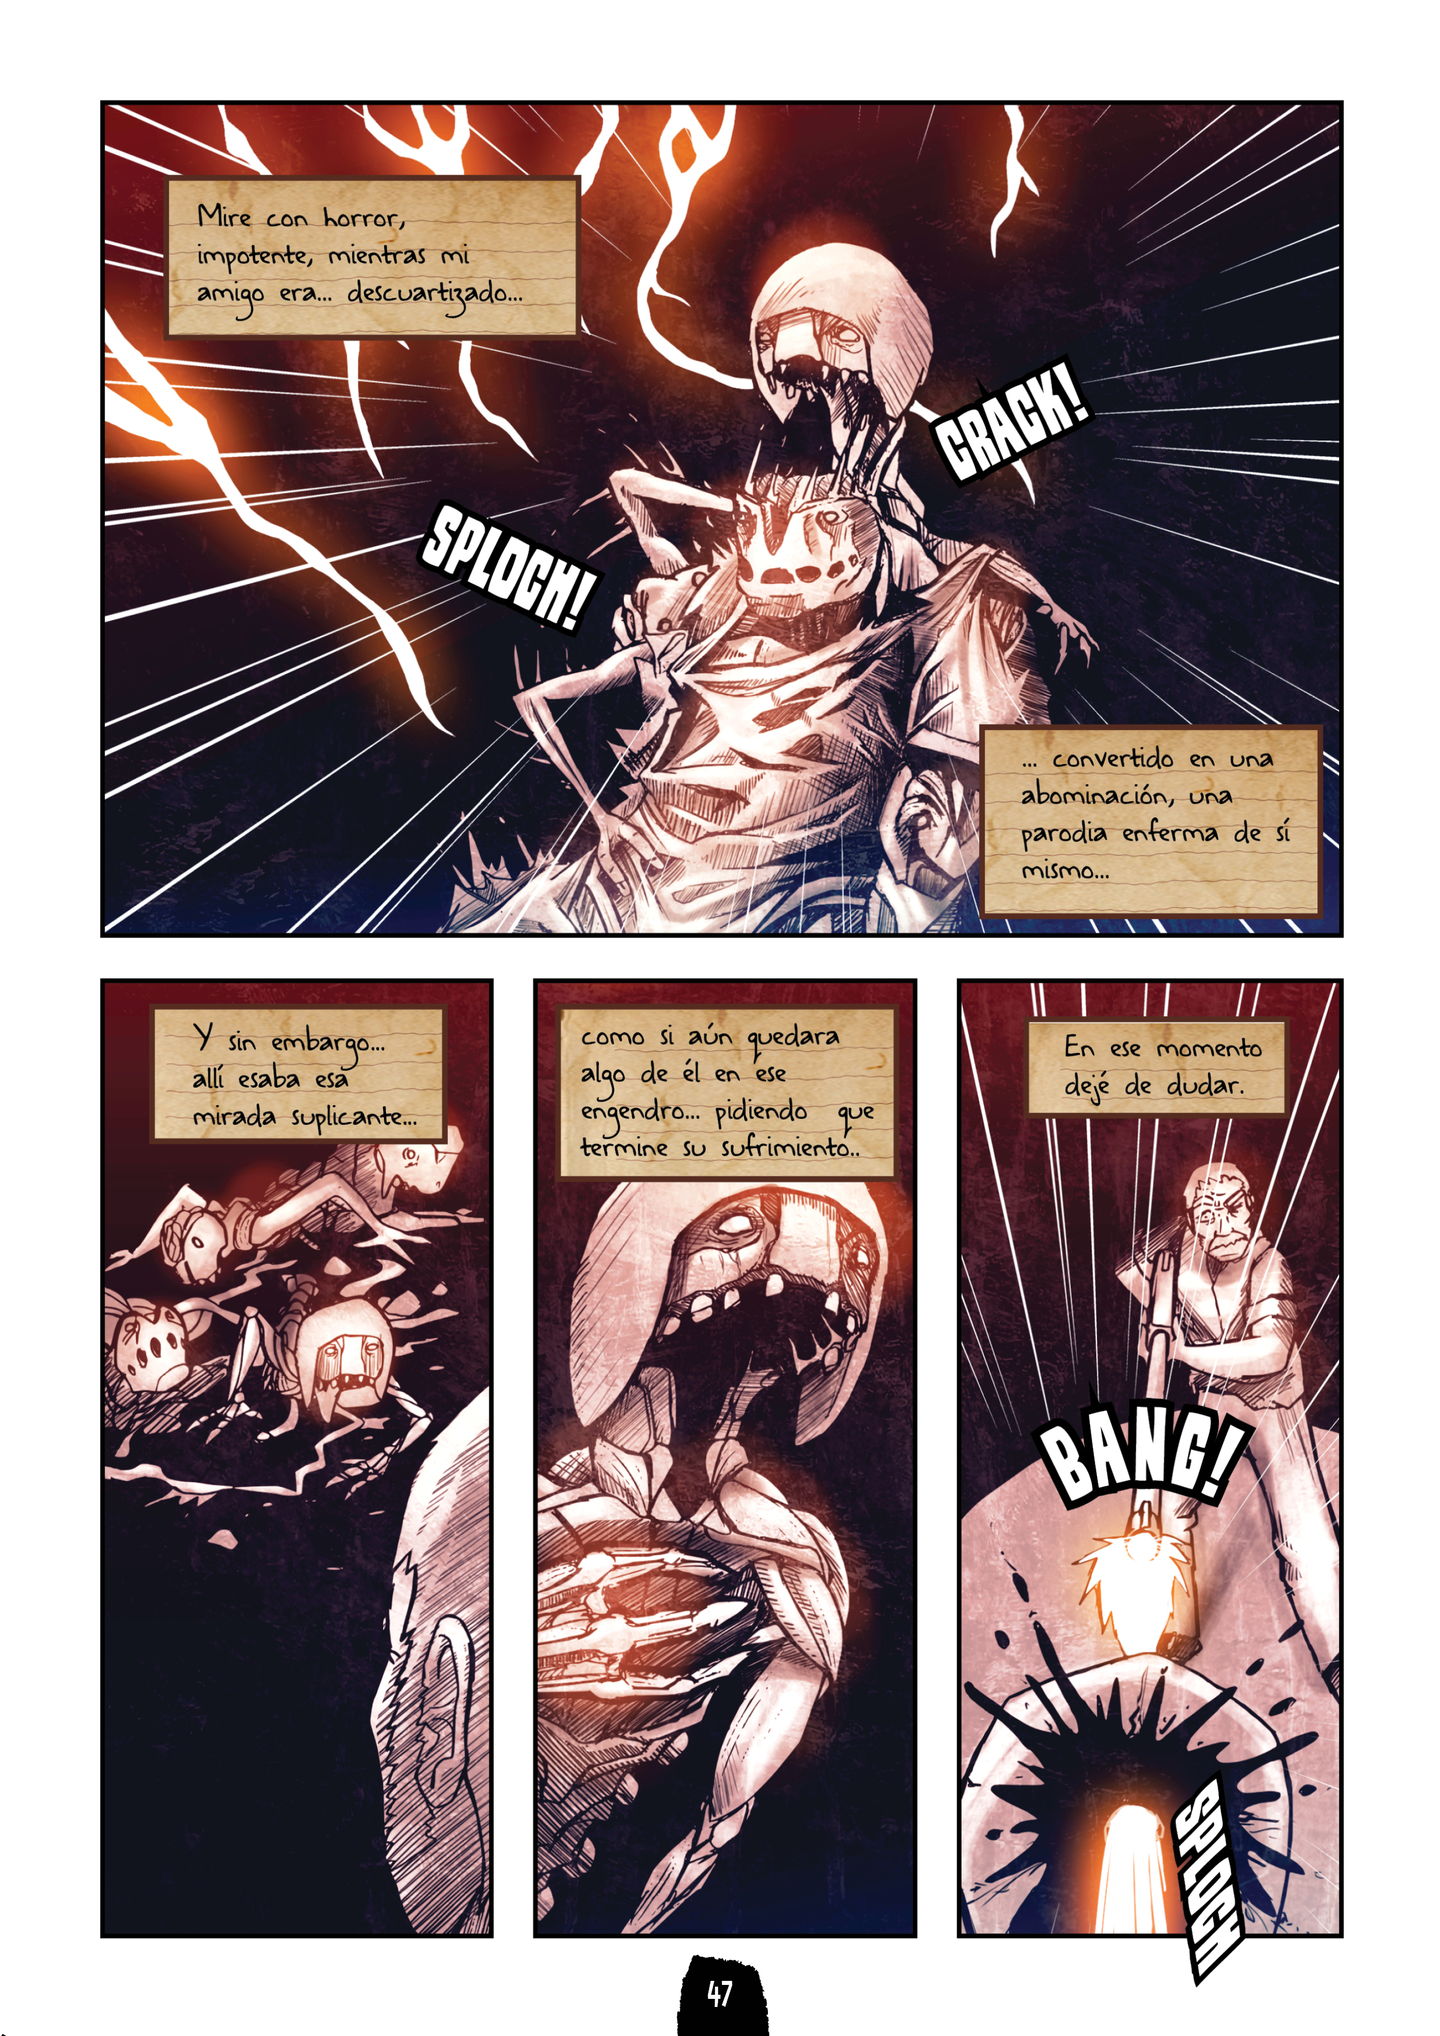 Mire con horror,
impotente, mientras mi
amigo era... descuartizado...
CRACK!
SPLOCH!
... convertido en una
abominación, una
parodia enferma de sí
mismo...
Y sin embargo...
allí esaba esa
mirada suplicante...
como si aún quedara
algo de él en ese
engendro... pidiendo que
termine su sufrimiento..
En ese momento
dejé de dudar.
BANG!
SPLOCH
47